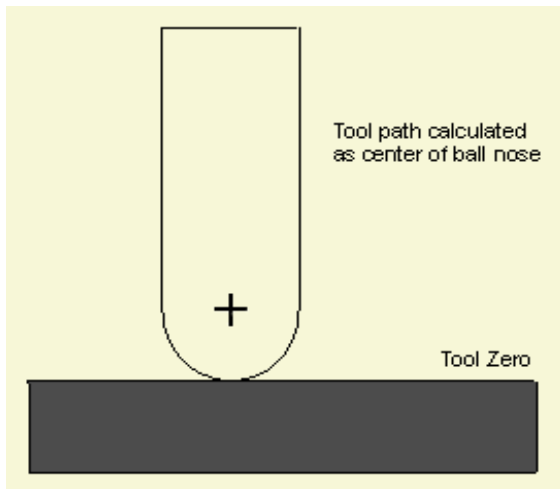 Tool path calculated
as center of ball nose
Tool Zero